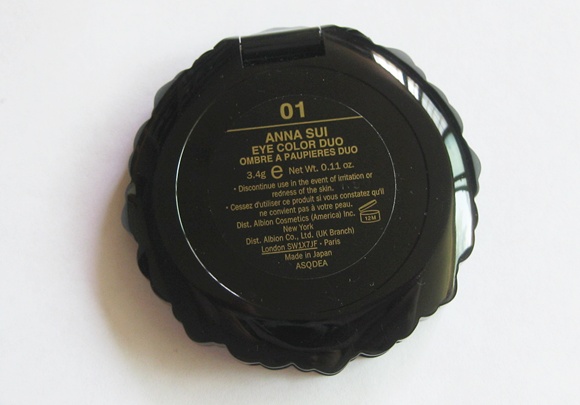 01
ANNA SUI
EYE COLOR DUO
OMBRE A PAUPIERES DUO
3.4g e Net Wt. 0.11 oz.
• Discontinue use in the event of irritation or
redness of the skin.
• Cessez d'utiliser ce produit si vous constatez qu'il
ne convient pas à votre peau.
Dist. Albion Cosmetics (America) Inc.
12M
New York
Dist. Albion Co., Ltd. (UK Branch)
London SW1X7JF • Paris
Made in Japan
ASQDEA